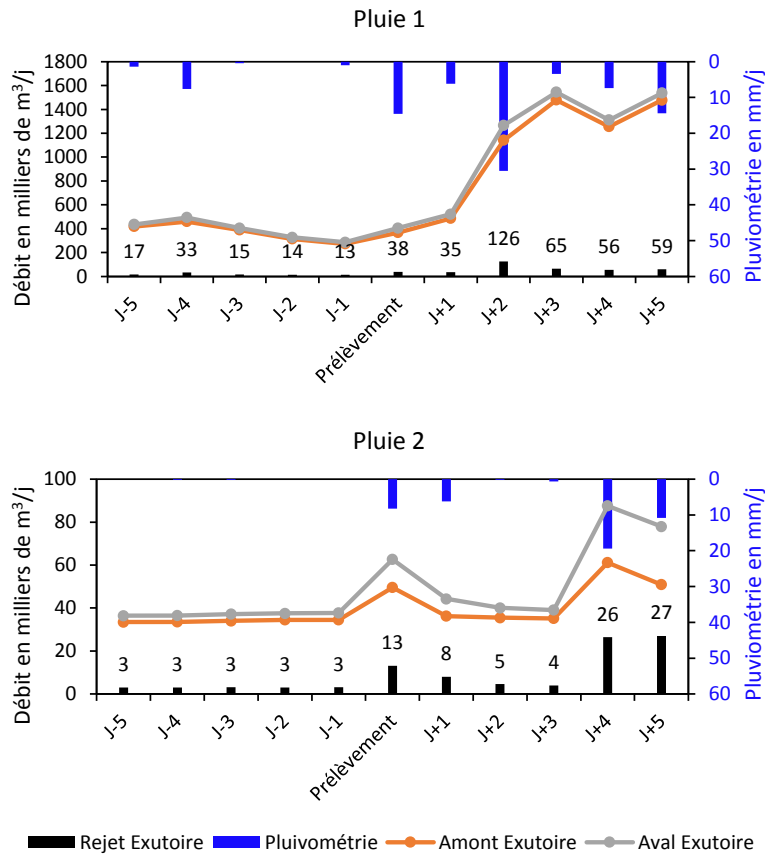 Pluie 1
Débit en milliers de m³/j
1800
1600
1400
1200
1000
800
600
400
200
0
17 33 15 14 13 38 35 126 65 56 59
0
10
20
30
40
50
60
Pluviométrie en mm/j
J-5 J-4 J-3 J-2 J-1 Prélèvement J+1 J+2 J+3 J+4 J+5
Pluie 2
Débit en milliers de m³/j
100
80
60
40
20
0
3 3 3 3 3 13 8 5 4 26 27
0
10
20
30
40
50
60
Pluviométrie en mm/j
J-5 J-4 J-3 J-2 J-1 Prélèvement J+1 J+2 J+3 J+4 J+5
Rejet Exutoire Pluivométrie Amont Exutoire Aval Exutoire